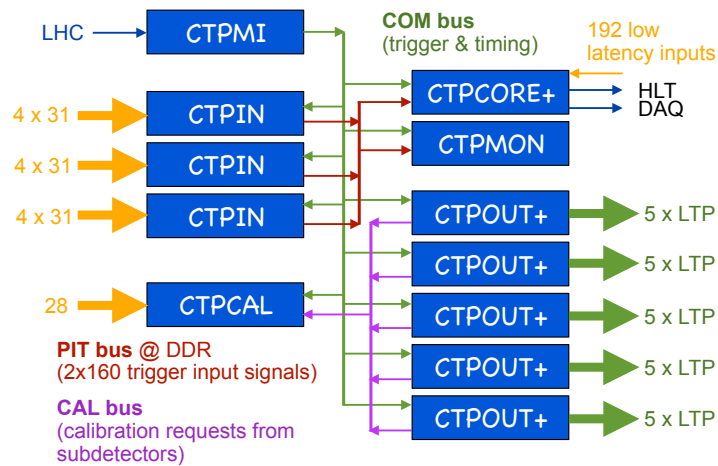 COM bus
(trigger & timing)
192 low
latency inputs
LHC
CTPMI
CTPCORE+
HLT
DAQ
4 x 31
CTPIN
CTPMON
4 x 31
CTPIN
4 x 31
CTPIN
CTPOUT+
5 x LTP
CTPOUT+
5 x LTP
28
CTPCAL
CTPOUT+
5 x LTP
PIT bus @ DDR
(2x160 trigger input signals)
CTPOUT+
5 x LTP
CAL bus
(calibration requests from
subdetectors)
CTPOUT+
5 x LTP